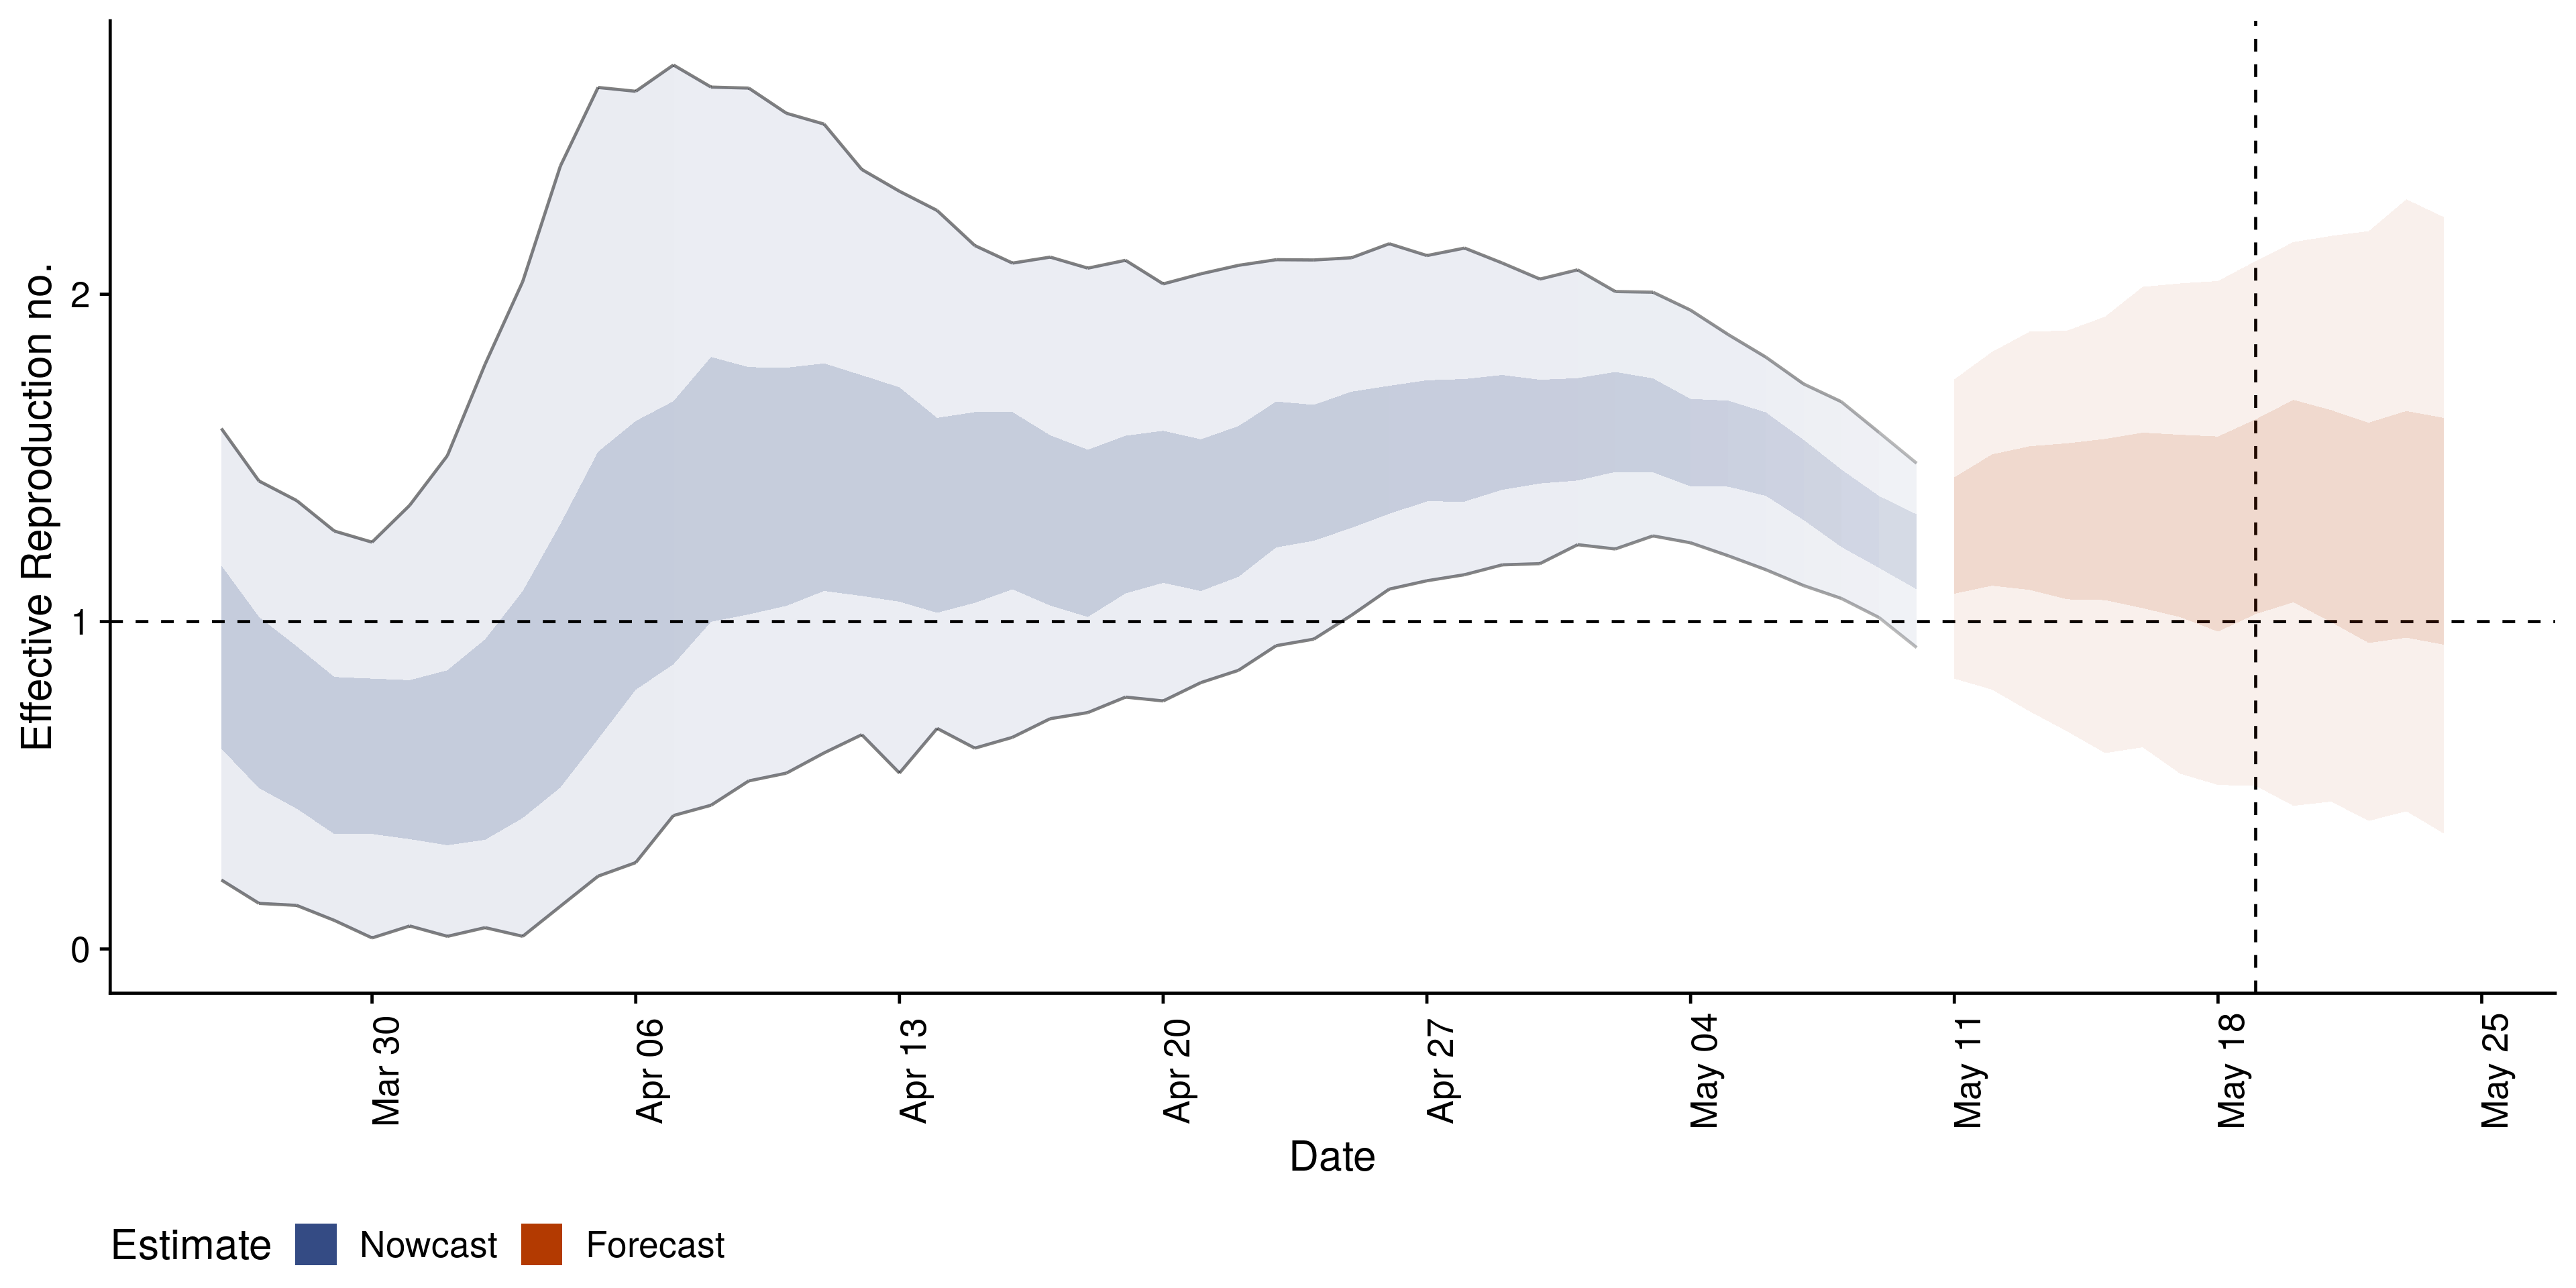 Effective Reproduction no.
2
1
0
Mar 30
Apr 06
Apr 13
Apr 20
Apr 27
May 04
May 11
May 18
May 25
Date
Estimate Nowcast Forecast